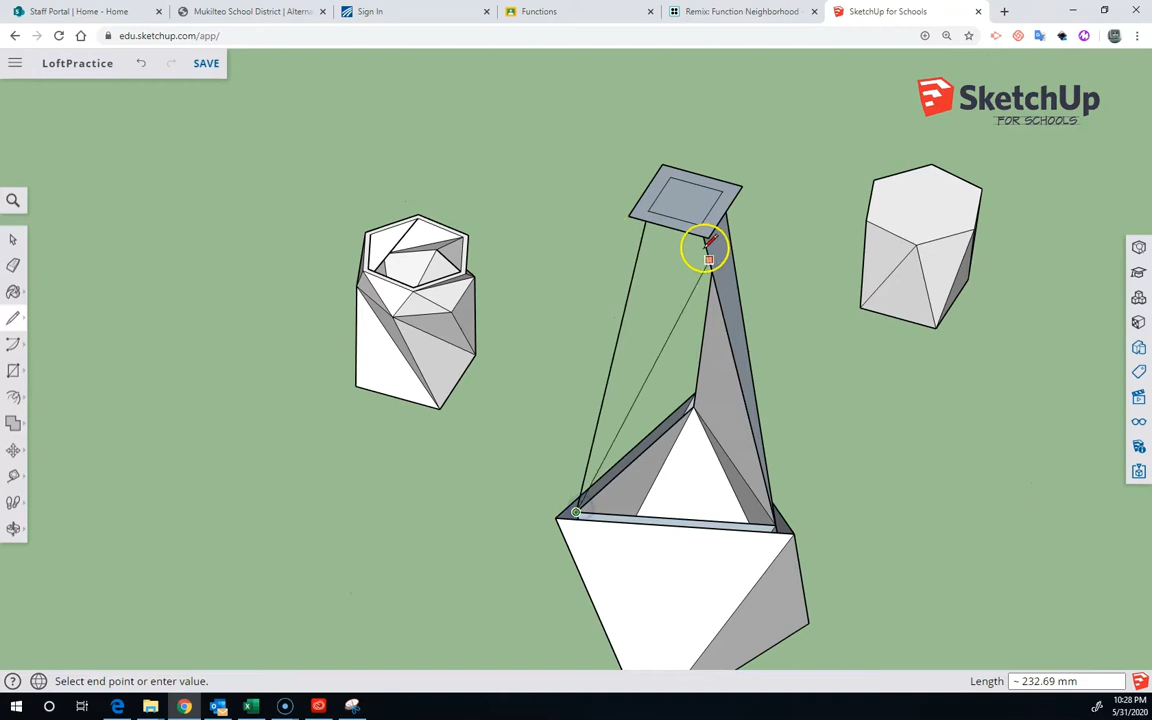 Staff Portal | Home - Home
Mukilteo School District | Alterna
Sign In
Functions
Remix: Function Neighborhood
SketchUp for Schools
edu.sketchup.com/app/
LoftPractice
SAVE
SketchUp
FOR SCHOOLS
Select end point or enter value.
Length
~ 232.69 mm
10:28 PM
5/31/2020